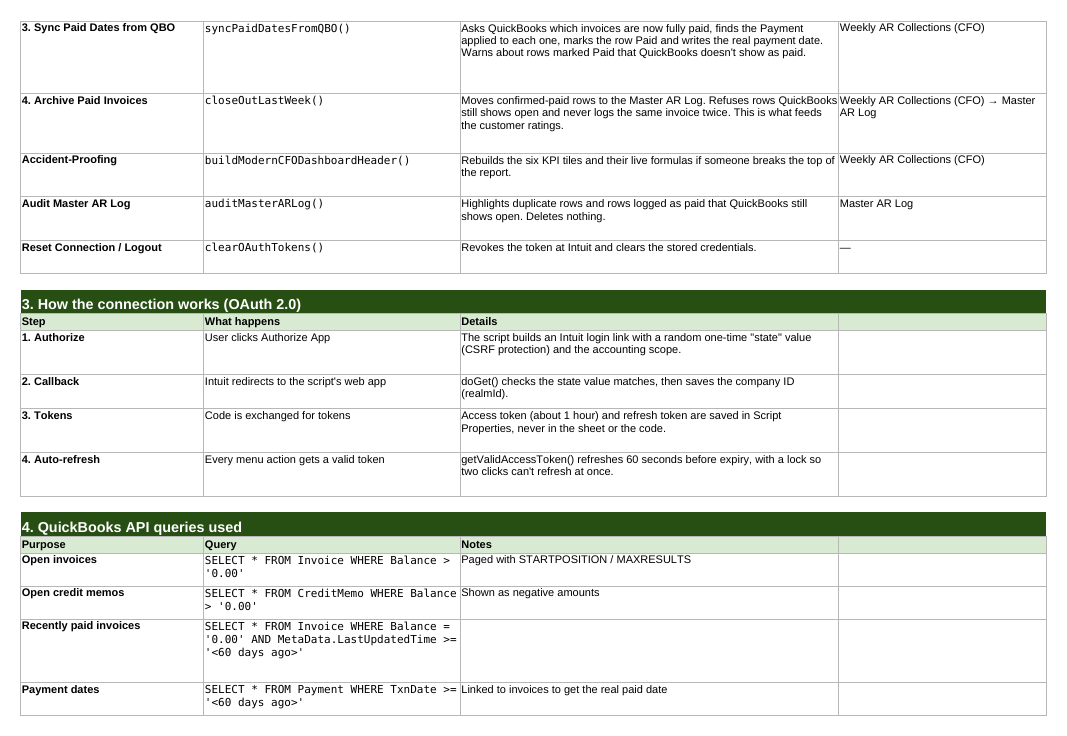 3. Sync Paid Dates from QBO
syncPaidDatesFromQBO()
Asks QuickBooks which invoices are now fully paid, finds the Payment
applied to each one, marks the row Paid and writes the real payment date.
Warns about rows marked Paid that QuickBooks doesn't show as paid.
Weekly AR Collections (CFO)
4. Archive Paid Invoices
closeOutLastWeek()
Moves confirmed-paid rows to the Master AR Log. Refuses rows QuickBooks
still shows open and never logs the same invoice twice. This is what feeds
the customer ratings.
Weekly AR Collections (CFO) → Master
AR Log
Accident-Proofing
buildModernCFODashboardHeader()
Rebuilds the six KPI tiles and their live formulas if someone breaks the top of
the report.
Weekly AR Collections (CFO)
Audit Master AR Log
auditMasterARLog()
Highlights duplicate rows and rows logged as paid that QuickBooks still
shows open. Deletes nothing.
Master AR Log
Reset Connection / Logout
clearOAuthTokens()
Revokes the token at Intuit and clears the stored credentials.
—
3. How the connection works (OAuth 2.0)
Step
What happens
Details
1. Authorize
User clicks Authorize App
The script builds an Intuit login link with a random one-time "state" value
(CSRF protection) and the accounting scope.
2. Callback
Intuit redirects to the script's web app
doGet() checks the state value matches, then saves the company ID
(realmId).
3. Tokens
Code is exchanged for tokens
Access token (about 1 hour) and refresh token are saved in Script
Properties, never in the sheet or the code.
4. Auto-refresh
Every menu action gets a valid token
getValidAccessToken() refreshes 60 seconds before expiry, with a lock so
two clicks can't refresh at once.
4. QuickBooks API queries used
Purpose
Query
Notes
Open invoices
SELECT * FROM Invoice WHERE Balance >
'0.00'
Paged with STARTPOSITION / MAXRESULTS
Open credit memos
SELECT * FROM CreditMemo WHERE Balance
> '0.00'
Shown as negative amounts
Recently paid invoices
SELECT * FROM Invoice WHERE Balance =
'0.00' AND MetaData.LastUpdatedTime >=
'<60 days ago>'
Payment dates
SELECT * FROM Payment WHERE TxnDate >=
'<60 days ago>'
Linked to invoices to get the real paid date